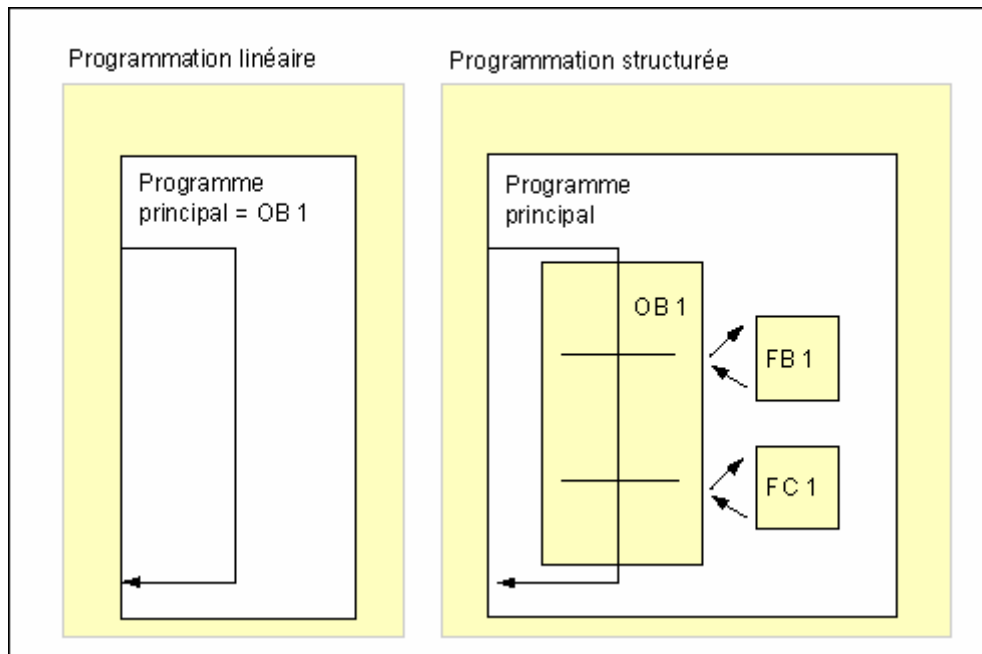 Programmation linéaire
Programmation structurée
Programme
principal = OB 1
Programme
principal
OB 1
FB 1
FC 1